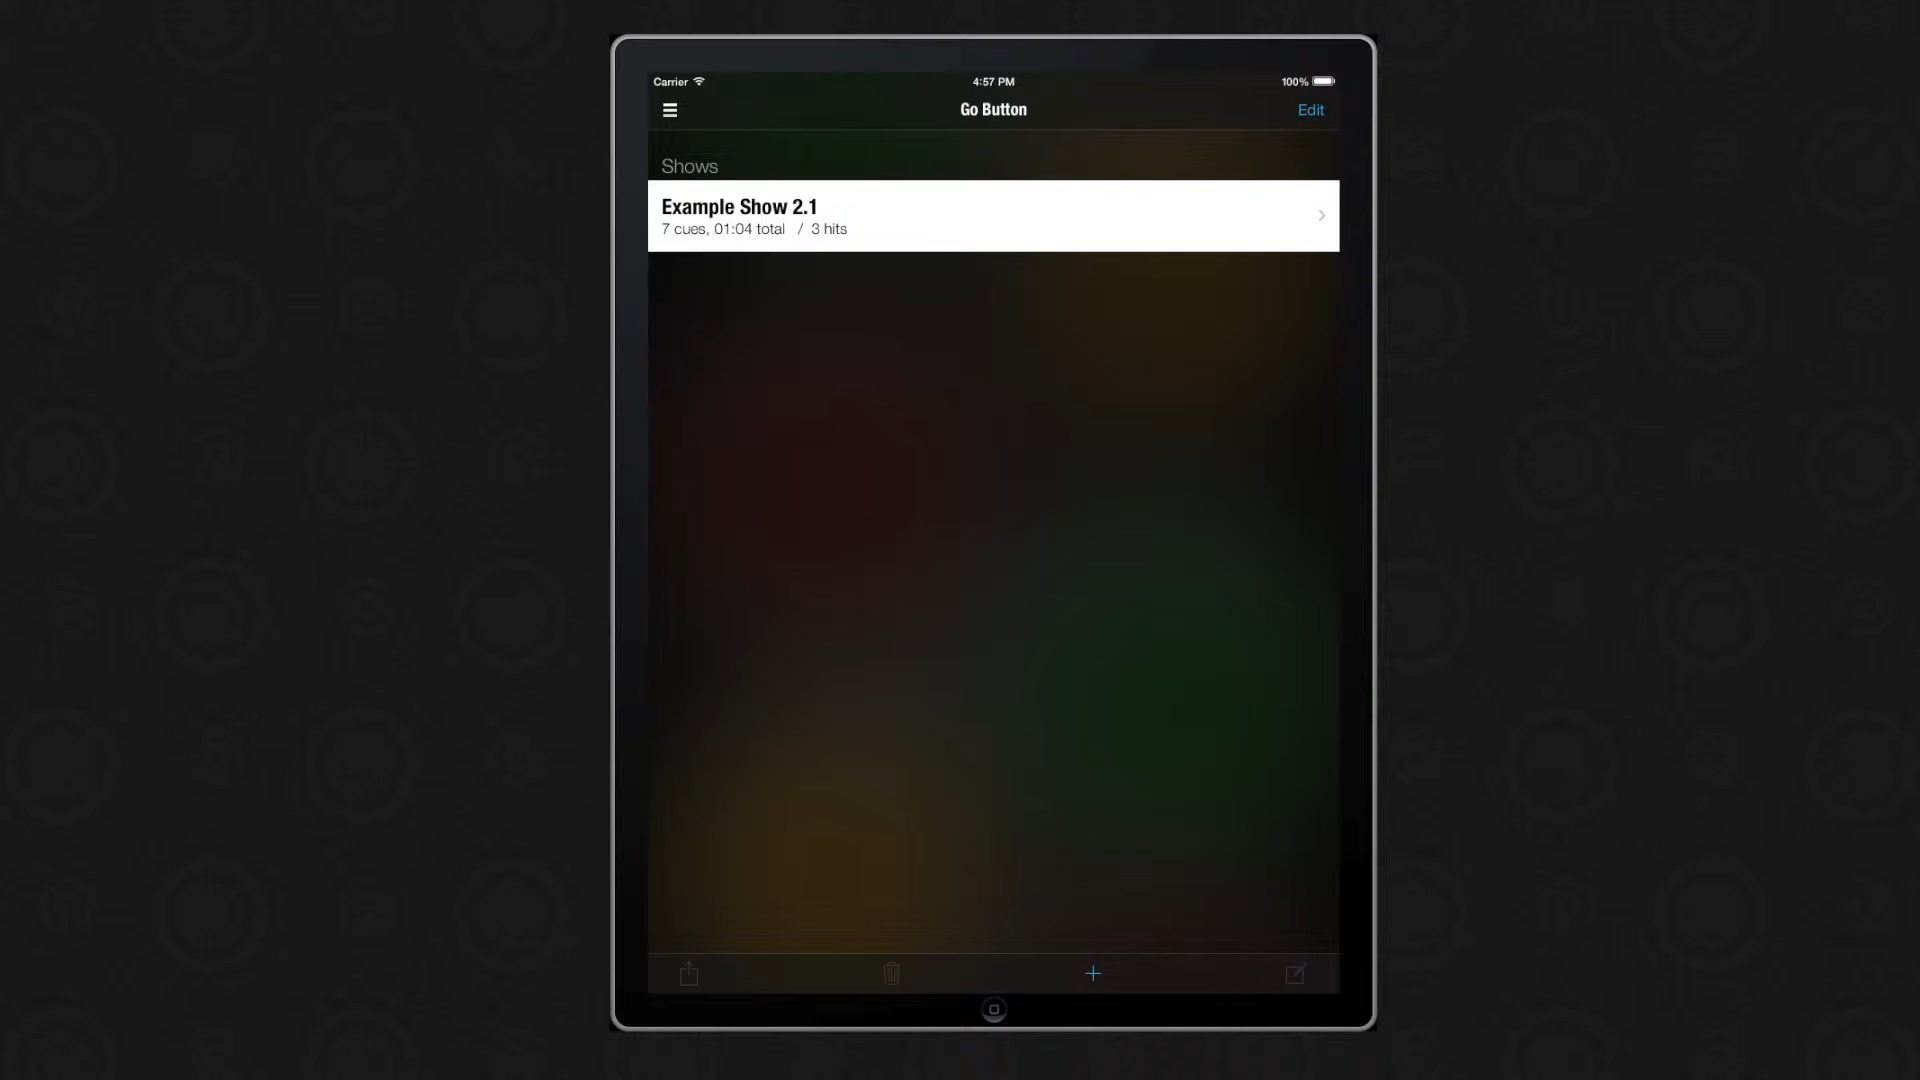 Carrier
4:57 PM
100%
Go Button
Edit
Shows
Example Show 2.1
7 cues, 01:04 total / 3 hits